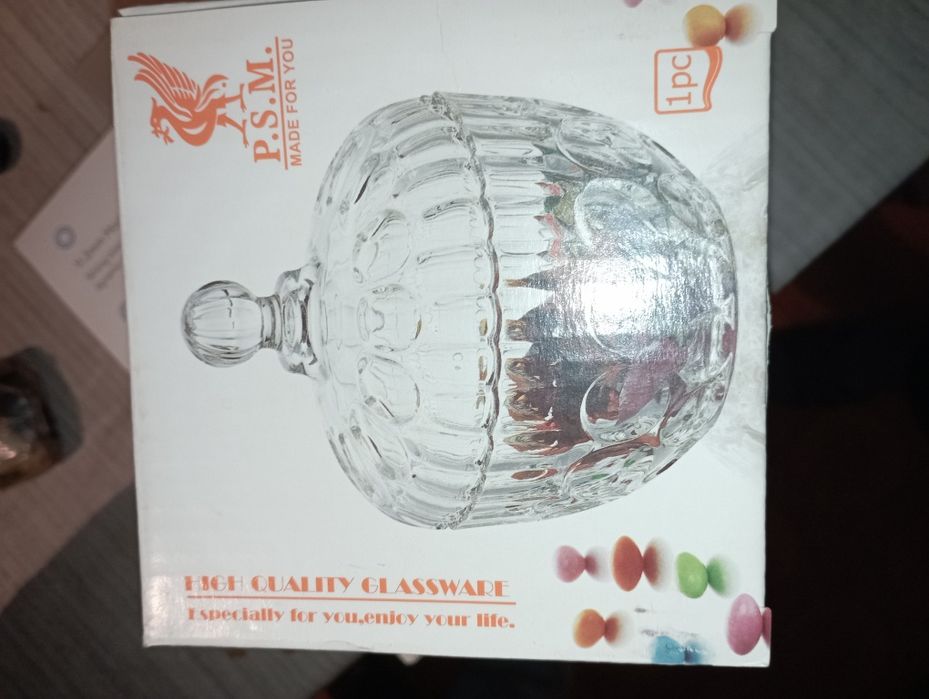 P.S.M.
MADE FOR YOU
1pc
HIGH QUALITY GLASSWARE
Especially for you,enjoy your life.